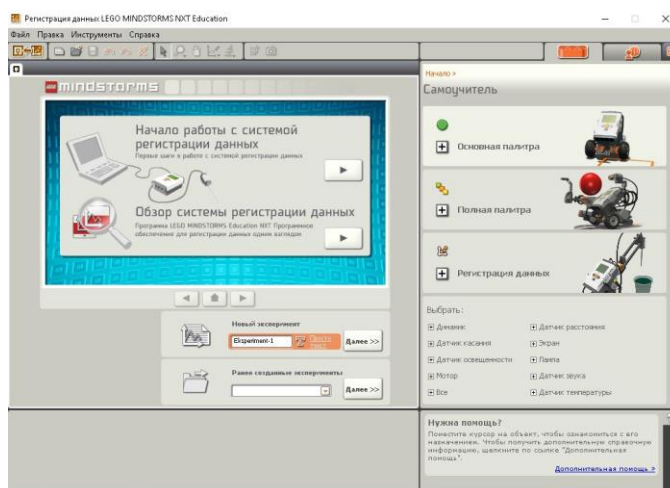 Регистрация данных LEGO MINDSTORMS NXT Education
Файл Правка Инструменты Справка
mindstorms
Начало работы с системой
регистрации данных
Первые шаги в работе с системой регистрации данных
Обзор системы регистрации данных
Программа LEGO MINDSTORMS Education NXT Программное
обеспечение для регистрации данных одним взглядом
Новый эксперимент
Eksperiment-1
Далее >>
Ранее созданные эксперименты
Далее >>
Начало >
Самоучитель
Основная палитра
Полная палитра
Регистрация данных
Выбрать:
Динамик
Датчик расстояния
Датчик касания
Экран
Датчик освещенности
Лампа
Мотор
Датчик звука
Все
Датчик температуры
Нужна помощь?
Поместите курсор на объект, чтобы ознакомиться с его
назначением. Чтобы получить дополнительную справочную
информацию, щелкните по ссылке "Дополнительная
помощь".
Дополнительная помощь >